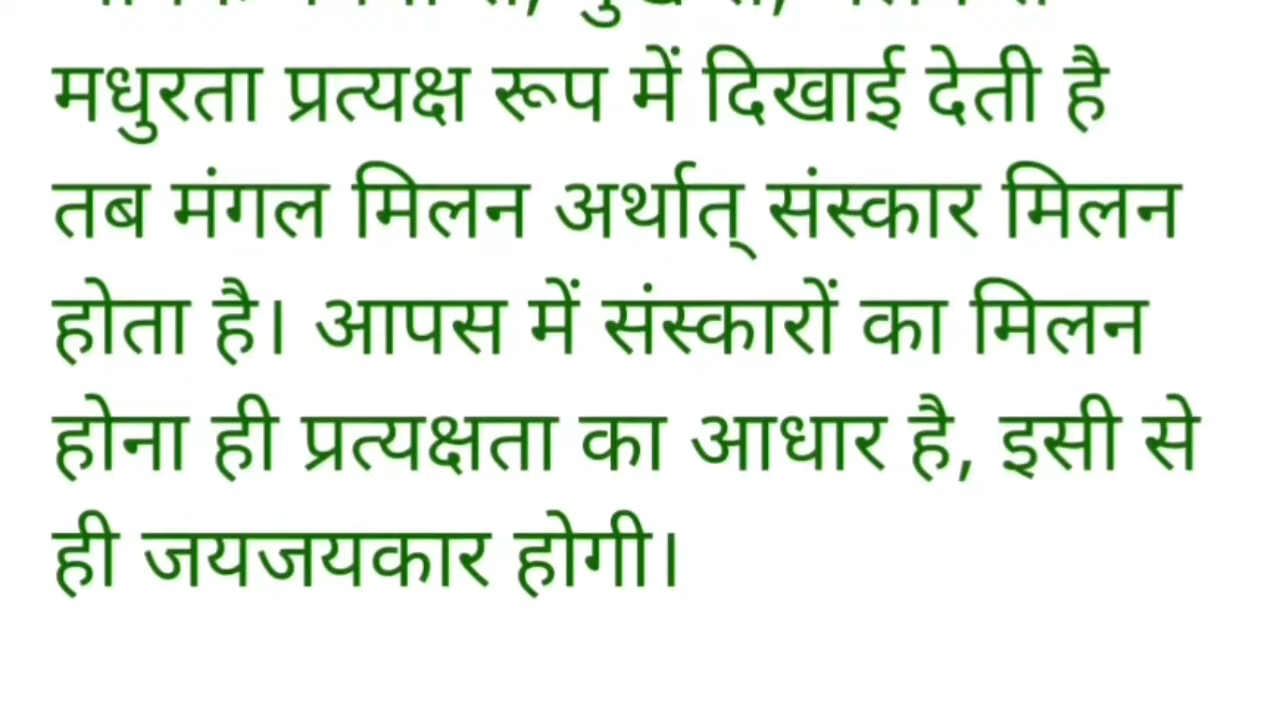 मधुरता प्रत्यक्ष रूप में दिखाई देती है
तब मंगल मिलन अर्थात् संस्कार मिलन
होता है। आपस में संस्कारों का मिलन
होना ही प्रत्यक्षता का आधार है, इसी से
ही जयजयकार होगी।